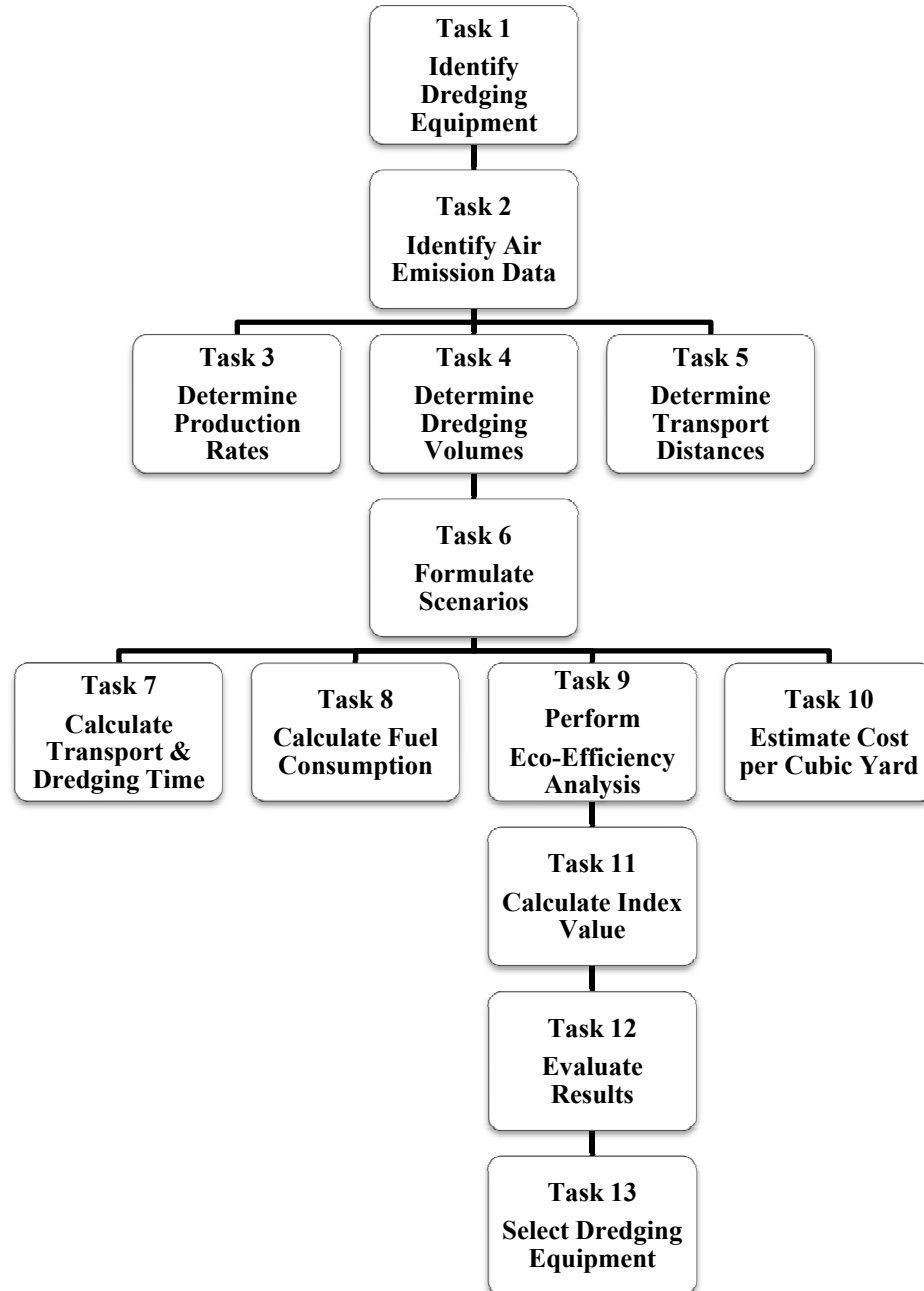 Task 1
Identify
Dredging
Equipment
Task 2
Identify Air
Emission Data
Task 3
Determine
Production
Rates
Task 4
Determine
Dredging
Volumes
Task 5
Determine
Transport
Distances
Task 6
Formulate
Scenarios
Task 7
Calculate
Transport &
Dredging Time
Task 8
Calculate Fuel
Consumption
Task 9
Perform
Eco-Efficiency
Analysis
Task 10
Estimate Cost
per Cubic Yard
Task 11
Calculate Index
Value
Task 12
Evaluate
Results
Task 13
Select Dredging
Equipment